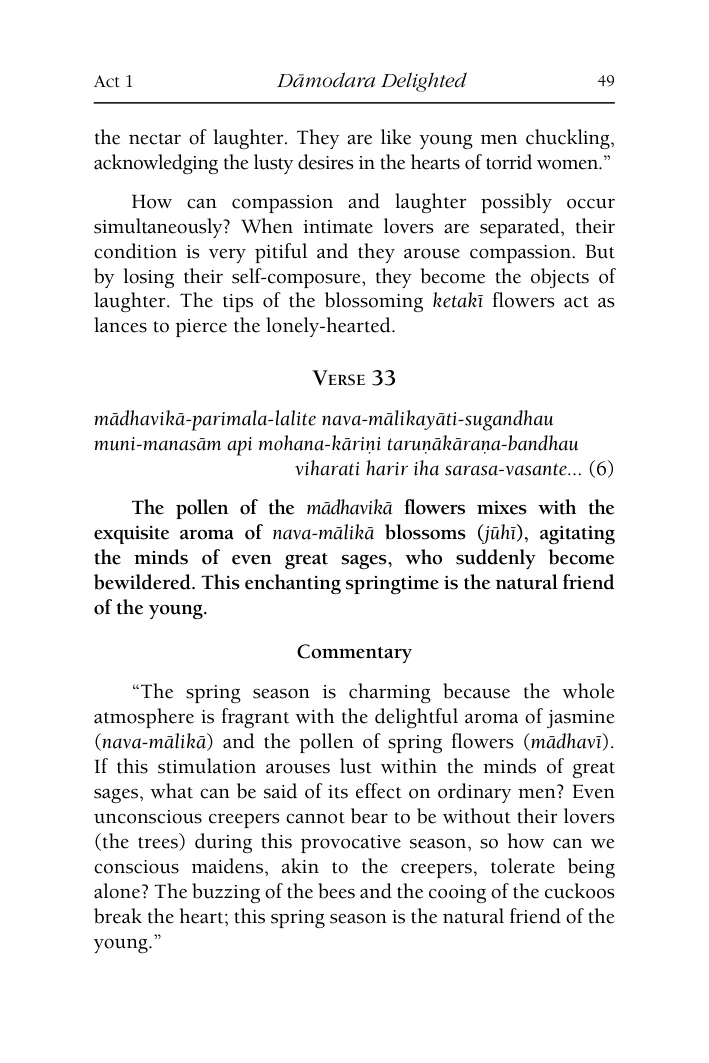 Act 1 Dāmodara Delighted 49
the nectar of laughter. They are like young men chuckling,
acknowledging the lusty desires in the hearts of torrid women.”
How can compassion and laughter possibly occur
simultaneously? When intimate lovers are separated, their
condition is very pitiful and they arouse compassion. But
by losing their self-composure, they become the objects of
laughter. The tips of the blossoming ketakī flowers act as
lances to pierce the lonely-hearted.
Verse 33
mādhavikā-parimala-lalite nava-mālikayāti-sugandhau
muni-manasām api mohana-kāriṇi taruṇākāraṇa-bandhau
viharati harir iha sarasa-vasante... (6)
The pollen of the mādhavikā flowers mixes with the
exquisite aroma of nava-mālikā blossoms (jūhī), agitating
the minds of even great sages, who suddenly become
bewildered. This enchanting springtime is the natural friend
of the young.
Commentary
“The spring season is charming because the whole
atmosphere is fragrant with the delightful aroma of jasmine
(nava-mālikā) and the pollen of spring flowers (mādhavī).
If this stimulation arouses lust within the minds of great
sages, what can be said of its effect on ordinary men? Even
unconscious creepers cannot bear to be without their lovers
(the trees) during this provocative season, so how can we
conscious maidens, akin to the creepers, tolerate being
alone? The buzzing of the bees and the cooing of the cuckoos
break the heart; this spring season is the natural friend of the
young.”